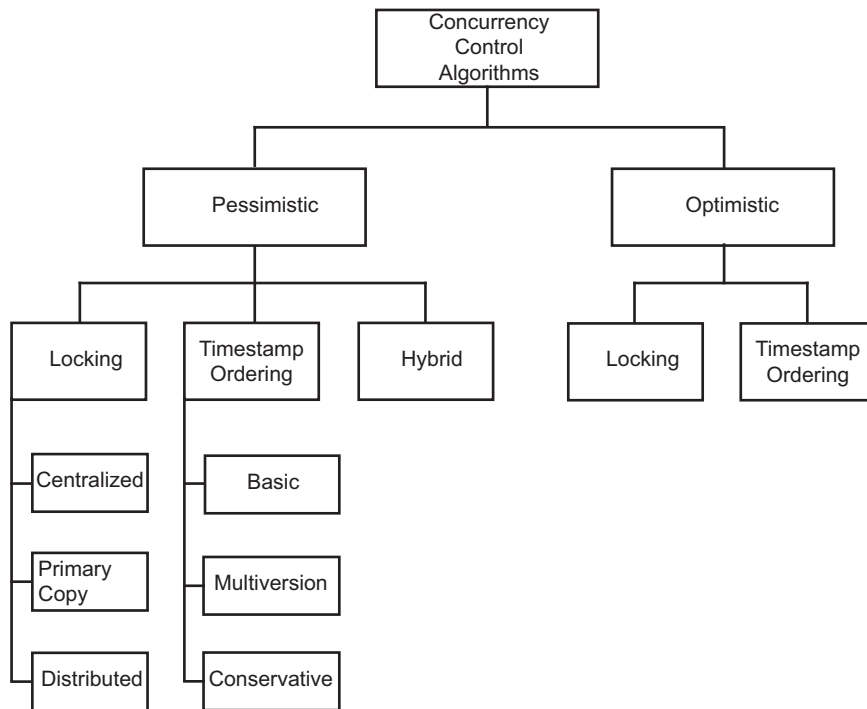 Concurrency
Control
Algorithms
Pessimistic
Optimistic
Locking
Timestamp
Ordering
Hybrid
Locking
Timestamp
Ordering
Centralized
Basic
Primary
Copy
Multiversion
Distributed
Conservative